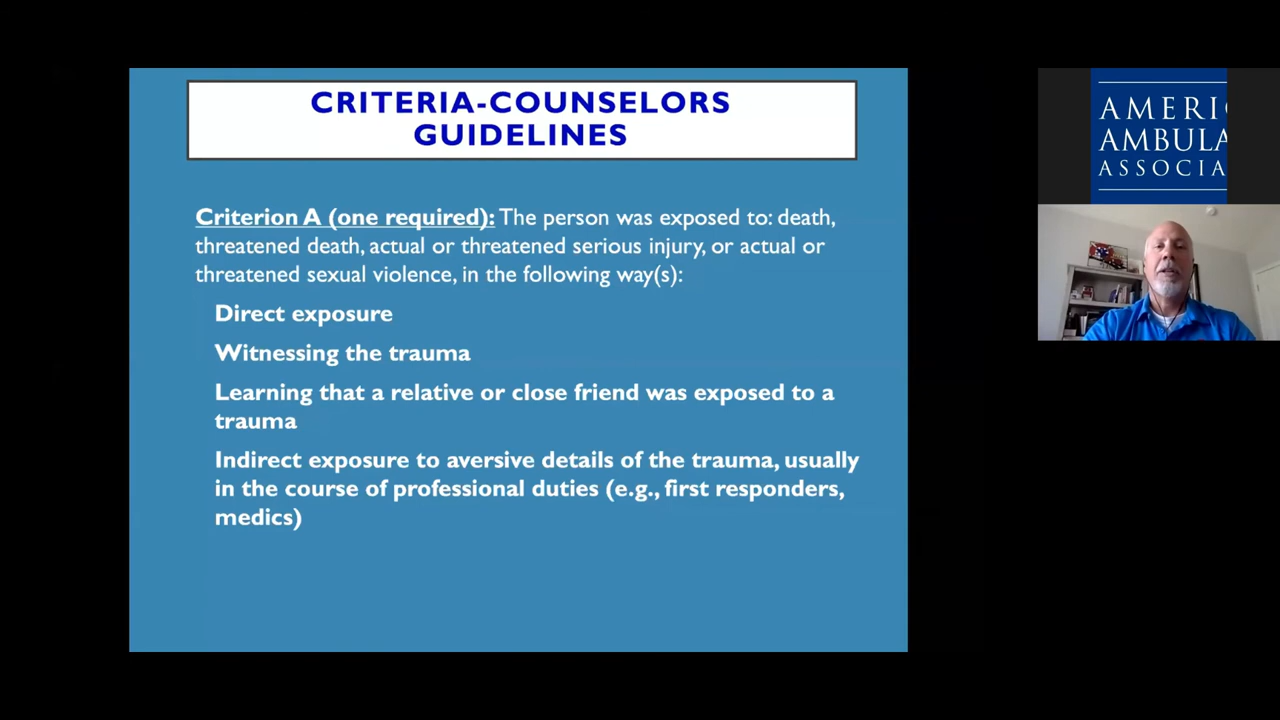 CRITERIA-COUNSELORS
GUIDELINES
Criterion A (one required): The person was exposed to: death,
threatened death, actual or threatened serious injury, or actual or
threatened sexual violence, in the following way(s):
Direct exposure
Witnessing the trauma
Learning that a relative or close friend was exposed to a
trauma
Indirect exposure to aversive details of the trauma, usually
in the course of professional duties (e.g., first responders,
medics)
AMERIC
AMBULA
ASSOCIA